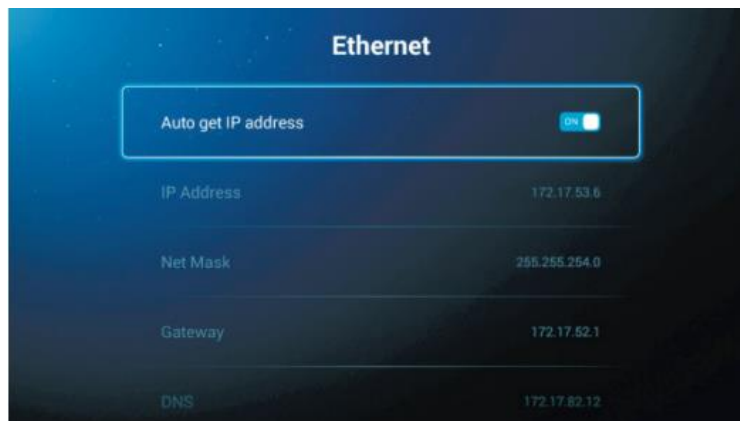 Ethernet
Auto get IP address ON
IP Address 172.17.53.6
Net Mask 255.255.254.0
Gateway 172.17.52.1
DNS 172.17.82.12